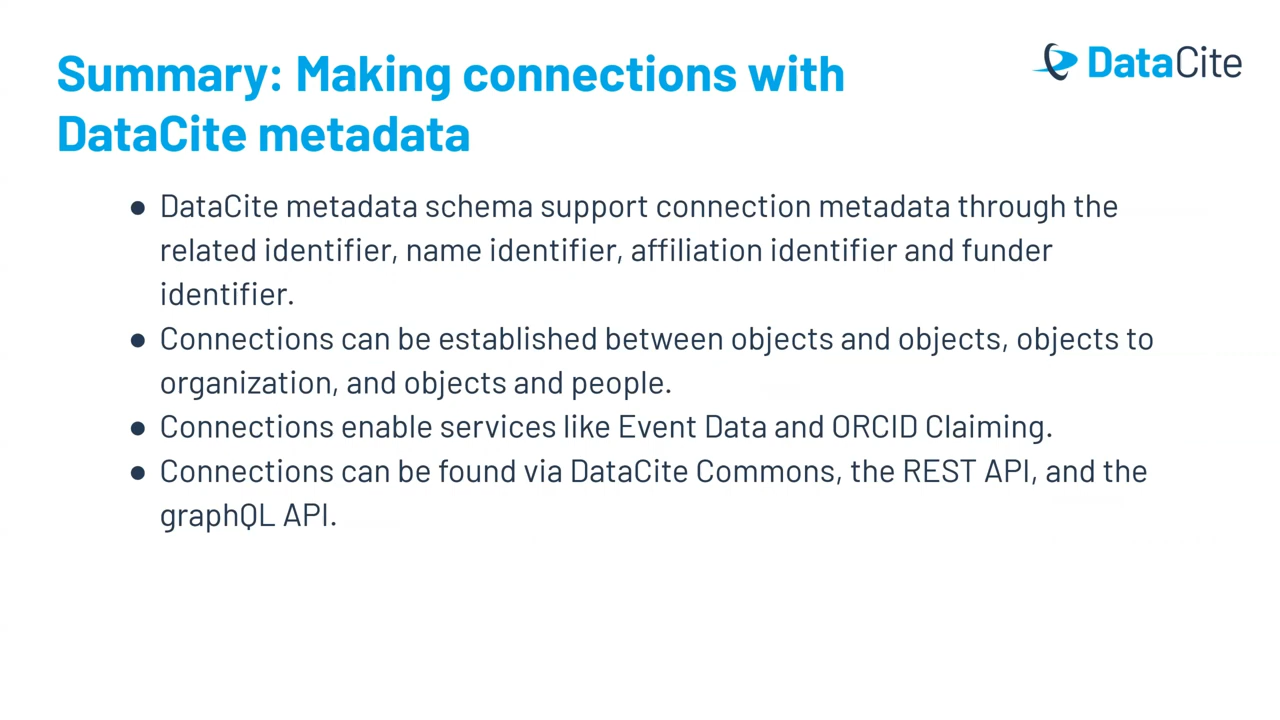 Summary: Making connections with
DataCite metadata
DataCite
● DataCite metadata schema support connection metadata through the
related identifier, name identifier, affiliation identifier and funder
identifier.
● Connections can be established between objects and objects, objects to
organization, and objects and people.
● Connections enable services like Event Data and ORCID Claiming.
● Connections can be found via DataCite Commons, the REST API, and the
graphQL API.